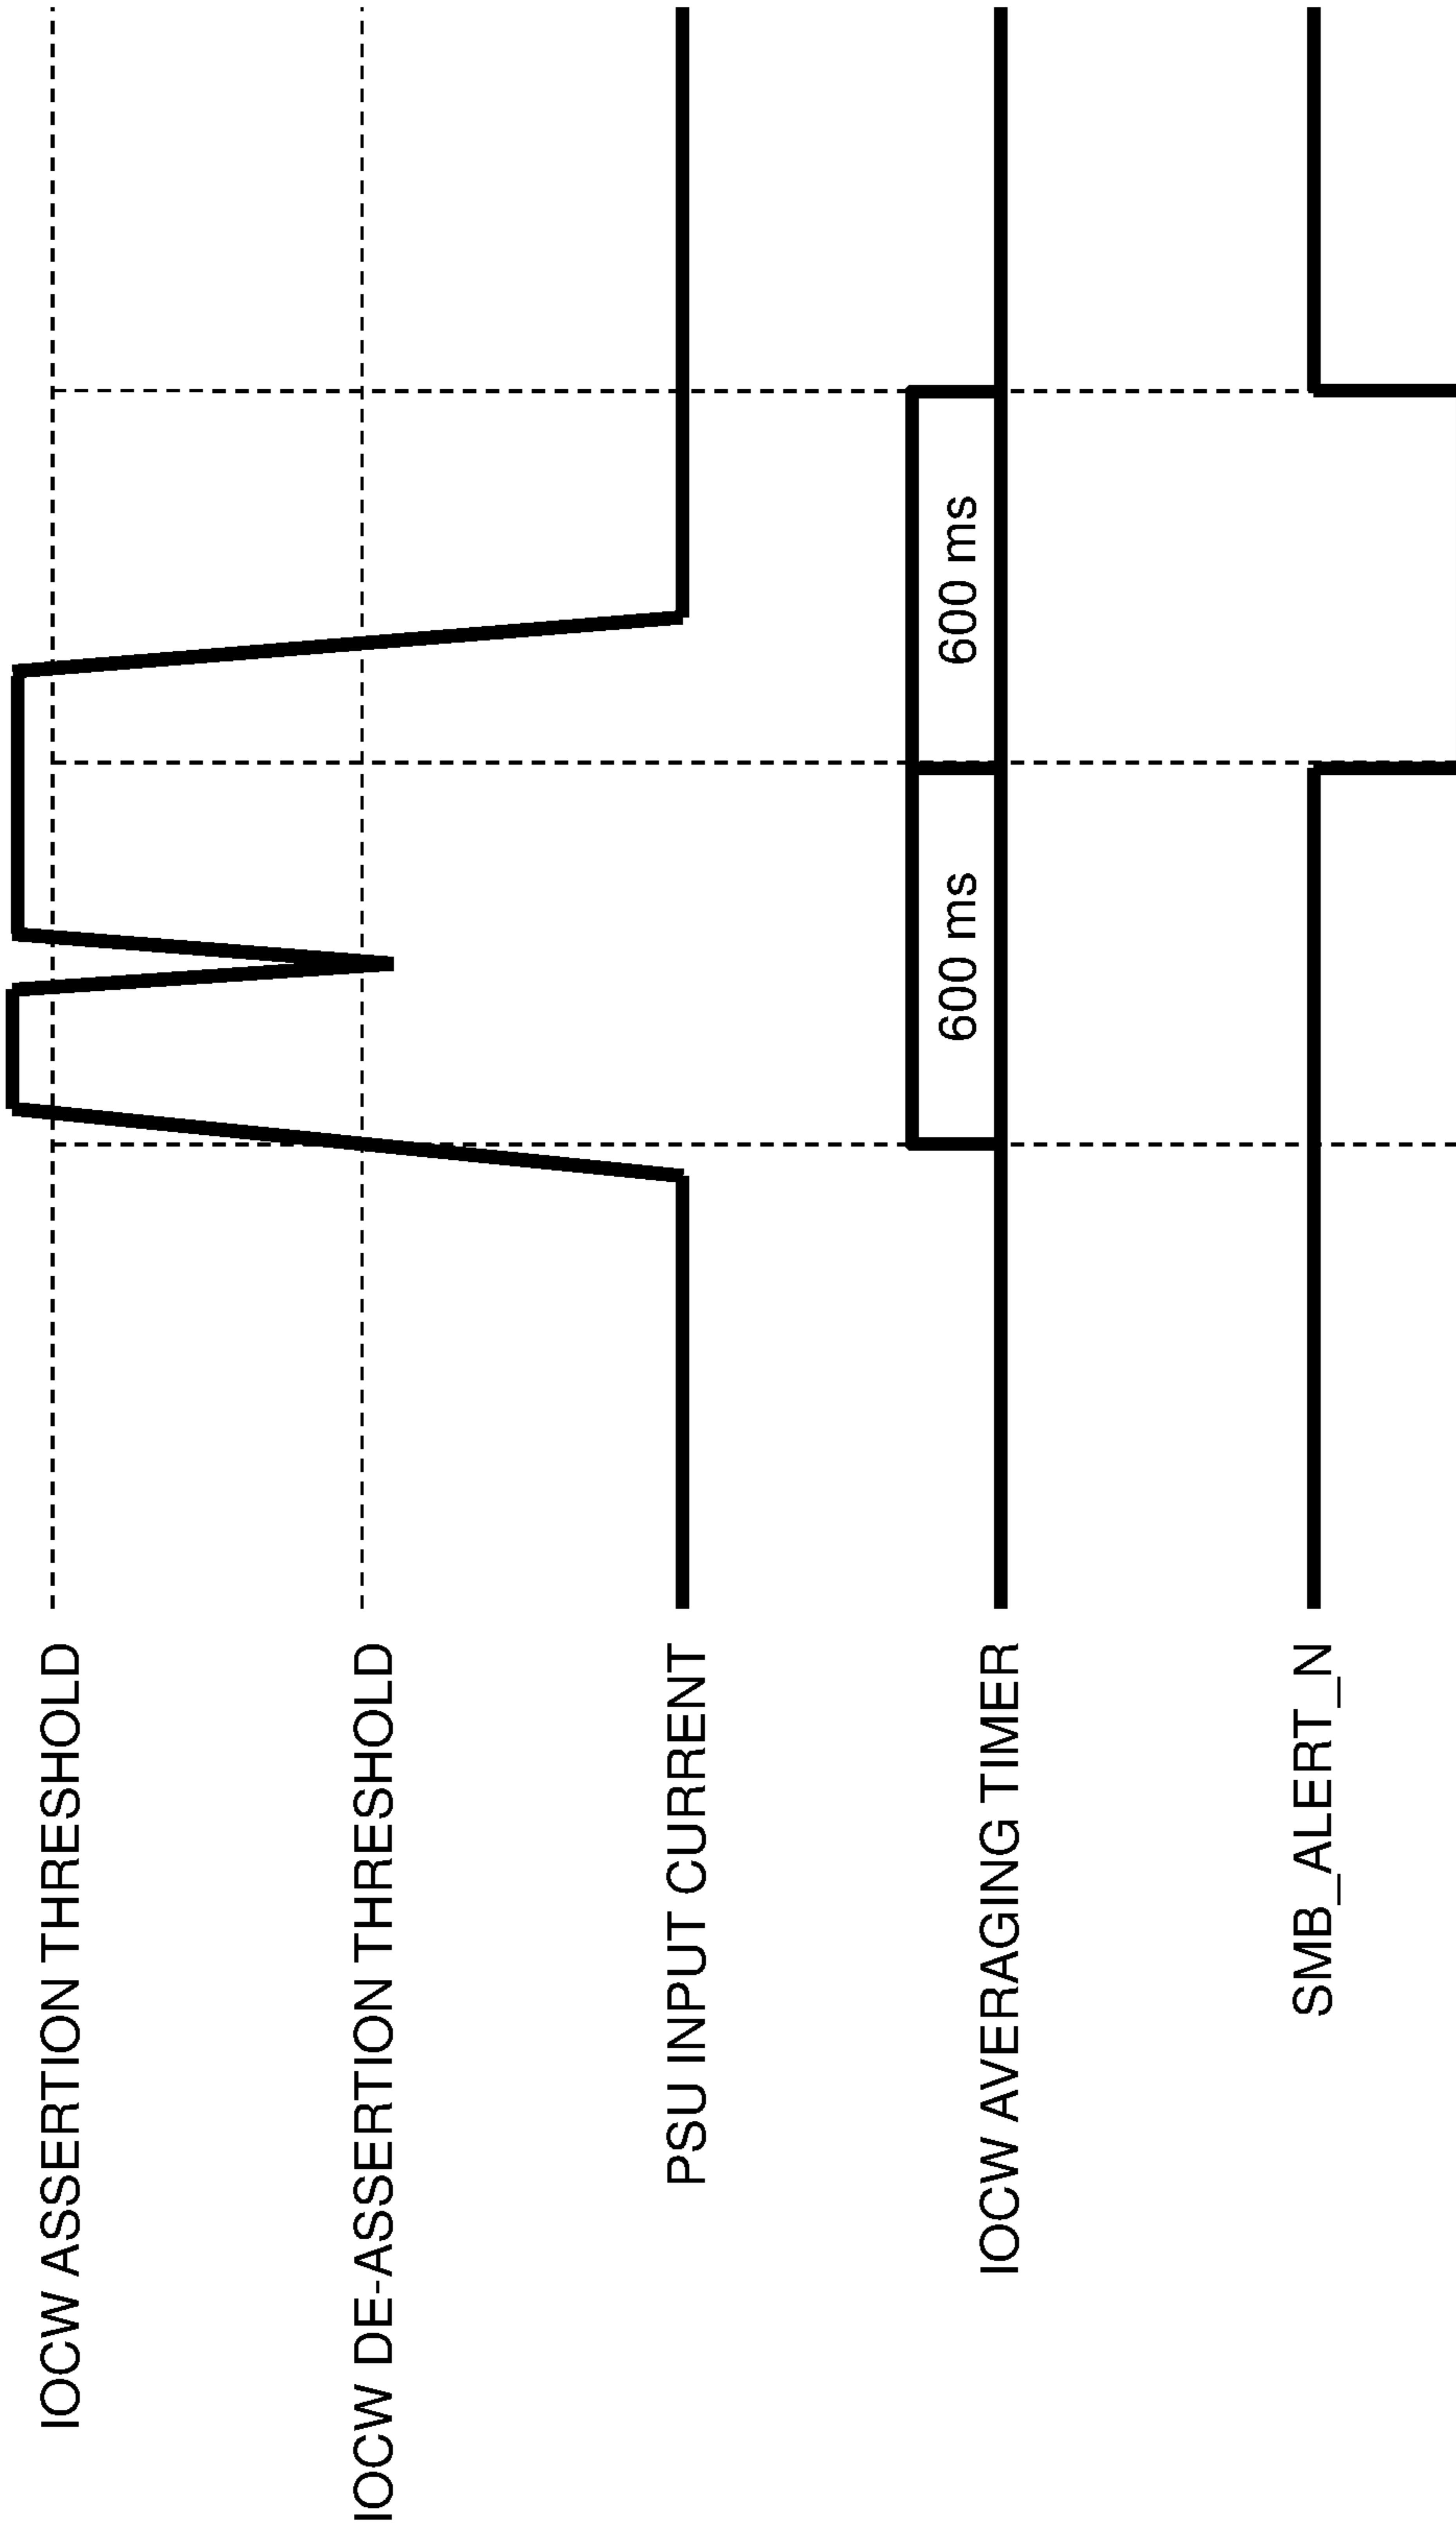 IOCW ASSERTION THRESHOLD
IOCW DE-ASSERTION THRESHOLD
PSU INPUT CURRENT
IOCW AVERAGING TIMER
600 ms
600 ms
SMB_ALERT_N